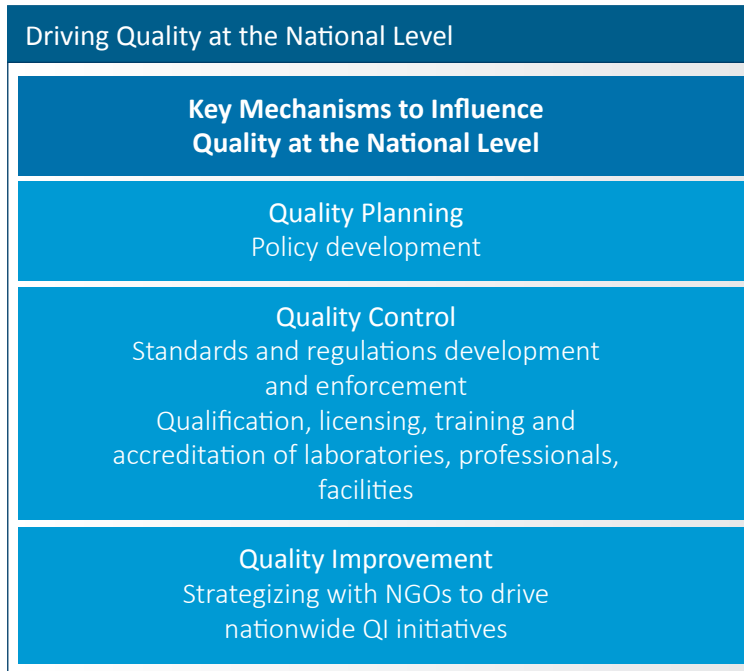 Driving Quality at the National Level
Key Mechanisms to Influence
Quality at the National Level
Quality Planning
Policy development
Quality Control
Standards and regulations development
and enforcement
Qualification, licensing, training and
accreditation of laboratories, professionals,
facilities
Quality Improvement
Strategizing with NGOs to drive
nationwide QI initiatives